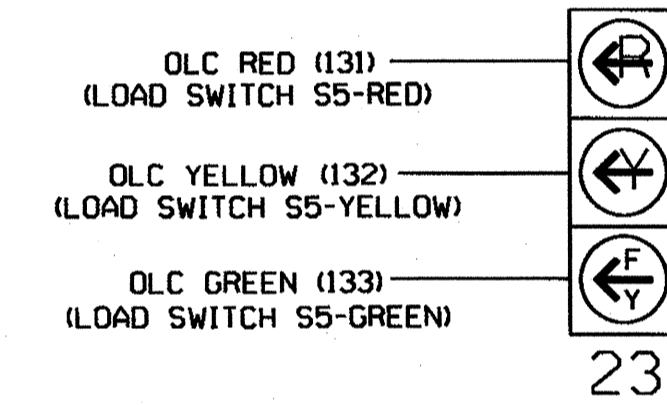 OLC RED (131)
(LOAD SWITCH S5-RED)
R
OLC YELLOW (132)
(LOAD SWITCH S5-YELLOW)
Y
OLC GREEN (133)
(LOAD SWITCH S5-GREEN)
F
Y
23